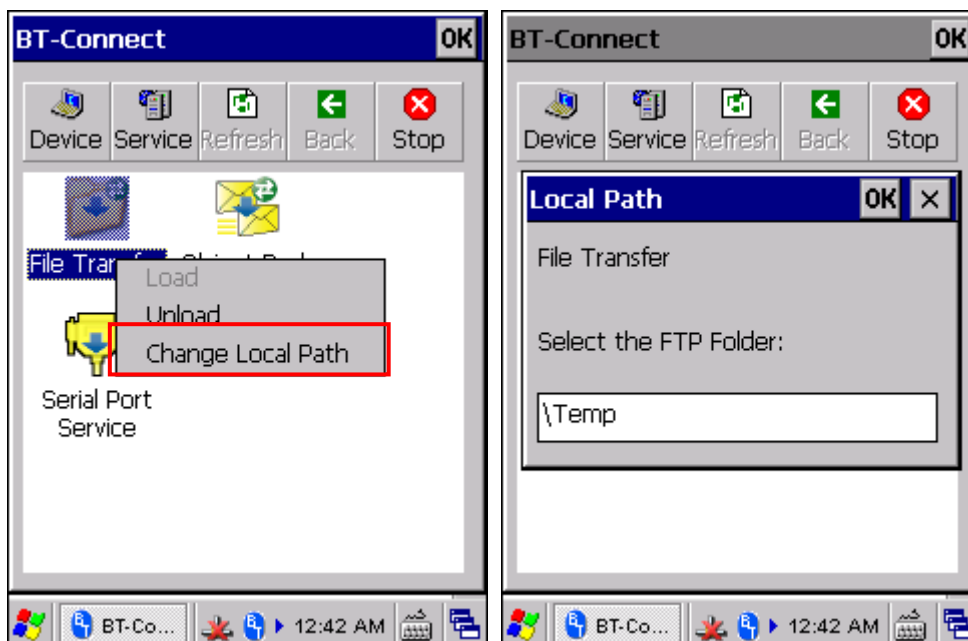 BT-Connect OK
Device Service Refresh Back Stop
File Transfer
Load
Unload
Change Local Path
Serial Port
Service
BT-Co... 12:42 AM
BT-Connect OK
Device Service Refresh Back Stop
Local Path OK
File Transfer
Select the FTP Folder:
\Temp
BT-Co... 12:42 AM